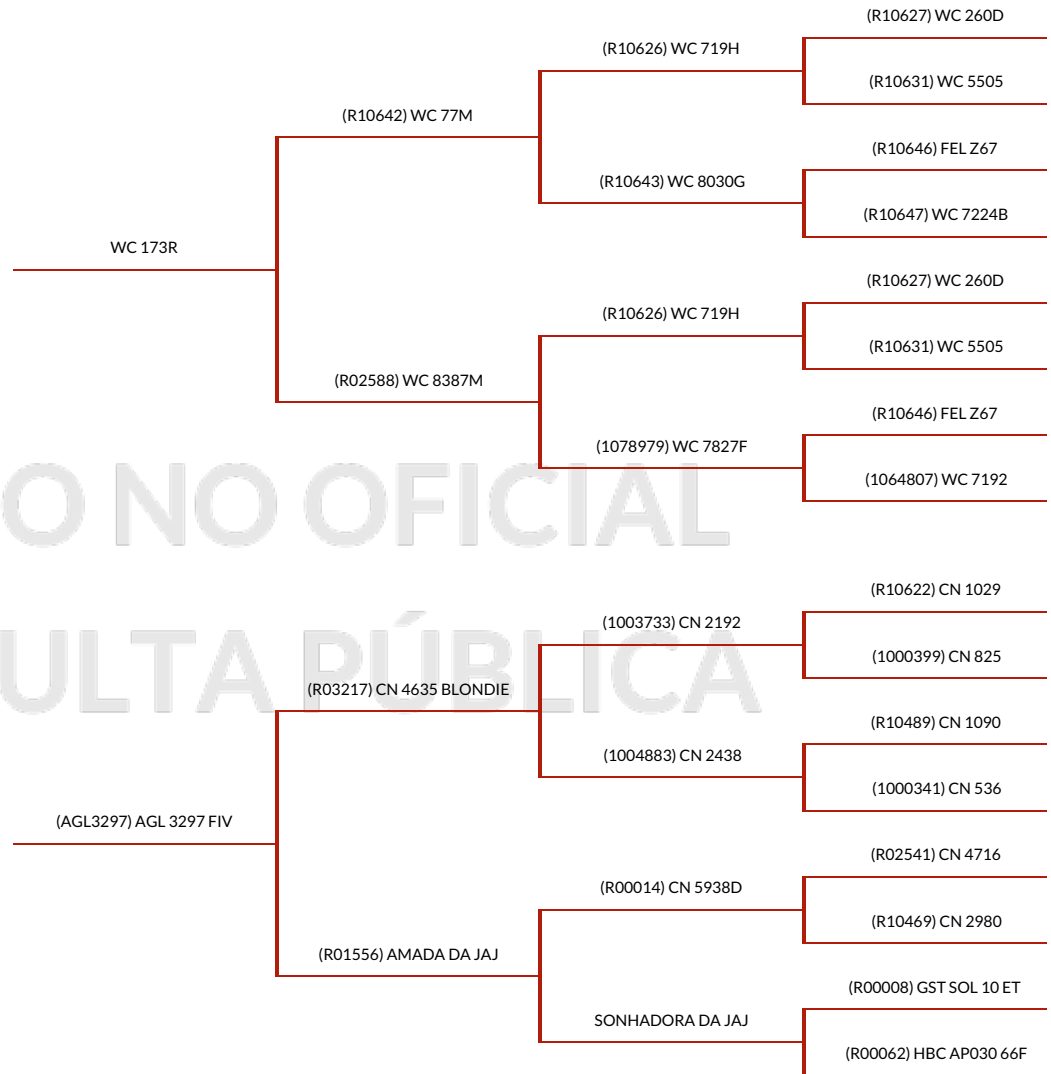 (R10627) WC 260D
(R10626) WC 719H
(R10631) WC 5505
(R10642) WC 77M
(R10646) FEL Z67
(R10643) WC 8030G
(R10647) WC 7224B
WC 173R
(R10627) WC 260D
(R10626) WC 719H
(R10631) WC 5505
(R02588) WC 8387M
(R10646) FEL Z67
(1078979) WC 7827F
(1064807) WC 7192
O NO OFICIAL
(R10622) CN 1029
(1003733) CN 2192
(1000399) CN 825
ULTA PÚBLICA
(R03217) CN 4635 BLONDIE
(R10489) CN 1090
(1004883) CN 2438
(1000341) CN 536
(AGL3297) AGL 3297 FIV
(R02541) CN 4716
(R00014) CN 5938D
(R10469) CN 2980
(R01556) AMADA DA JAJ
(R00008) GST SOL 10 ET
SONHADORA DA JAJ
(R00062) HBC AP030 66F